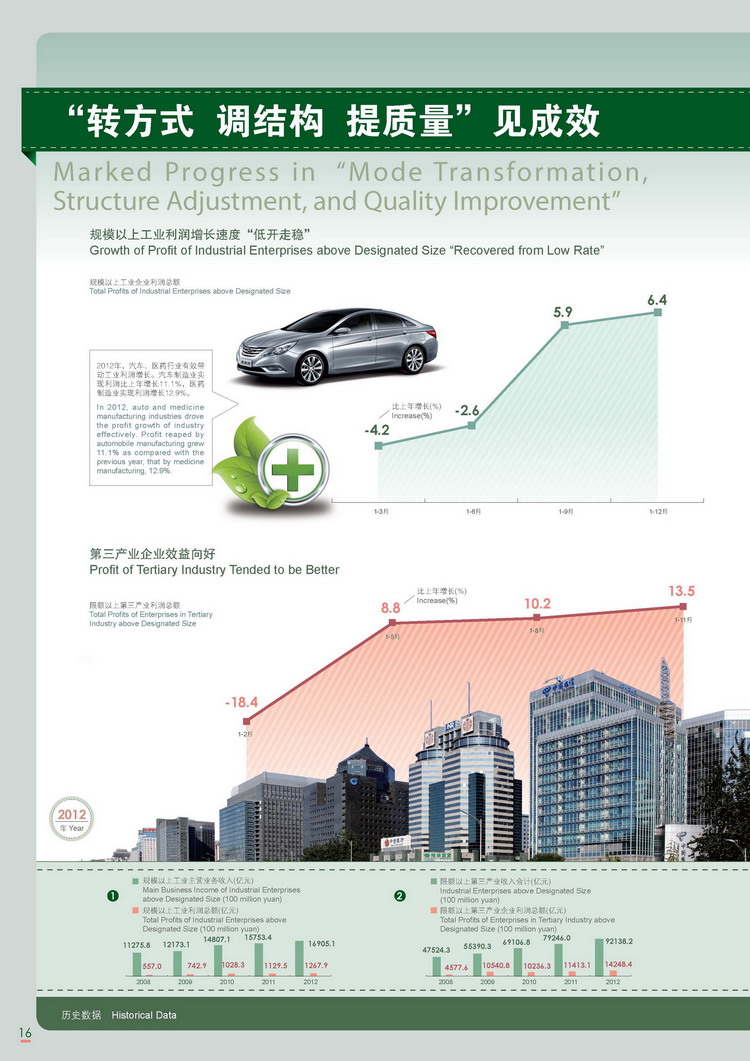 “转方式 调结构 提质量”见成效
Marked Progress in “Mode Transformation,
Structure Adjustment, and Quality Improvement”
规模以上工业利润增长速度“低开走稳”
Growth of Profit of Industrial Enterprises above Designated Size “Recovered from Low Rate”
规模以上工业企业利润总额
Total Profits of Industrial Enterprises above Designated Size
2012年，汽车、医药行业有效带
动工业利润增长。汽车制造业实
现利润比上年增长11.1%，医药
制造业实现利润增长12.9%。
In 2012, auto and medicine
manufacturing industries drove
the profit growth of industry
effectively. Profit reaped by
automobile manufacturing grew
11.1% as compared with the
previous year, that by medicine
manufacturing, 12.9%.
比上年增长(%)
Increase(%)
-4.2
-2.6
5.9
6.4
1-3月
1-6月
1-9月
1-12月
第三产业企业效益向好
Profit of Tertiary Industry Tended to be Better
限额以上第三产业利润总额
Total Profits of Enterprises in Tertiary
Industry above Designated Size
比上年增长(%)
Increase(%)
-18.4
8.8
10.2
13.5
1-2月
1-5月
1-8月
1-11月
2012
年 Year
1
规模以上工业主营业务收入(亿元)
Main Business Income of Industrial Enterprises
above Designated Size (100 million yuan)
规模以上工业利润总额(亿元)
Total Profits of Industrial Enterprises above
Designated Size (100 million yuan)
11275.8
12173.1
14807.1
15753.4
16905.1
557.0
742.9
1028.3
1129.5
1267.9
2008
2009
2010
2011
2012
2
限额以上第三产业收入合计(亿元)
Industrial Enterprises above Designated Size
(100 million yuan)
限额以上第三产业企业利润总额(亿元)
Total Profits of Enterprises in Tertiary Industry above
Designated Size (100 million yuan)
47524.3
55390.3
69106.8
79246.0
92138.2
4577.6
10540.8
10236.3
11413.1
14248.4
2008
2009
2010
2011
2012
历史数据 Historical Data
16